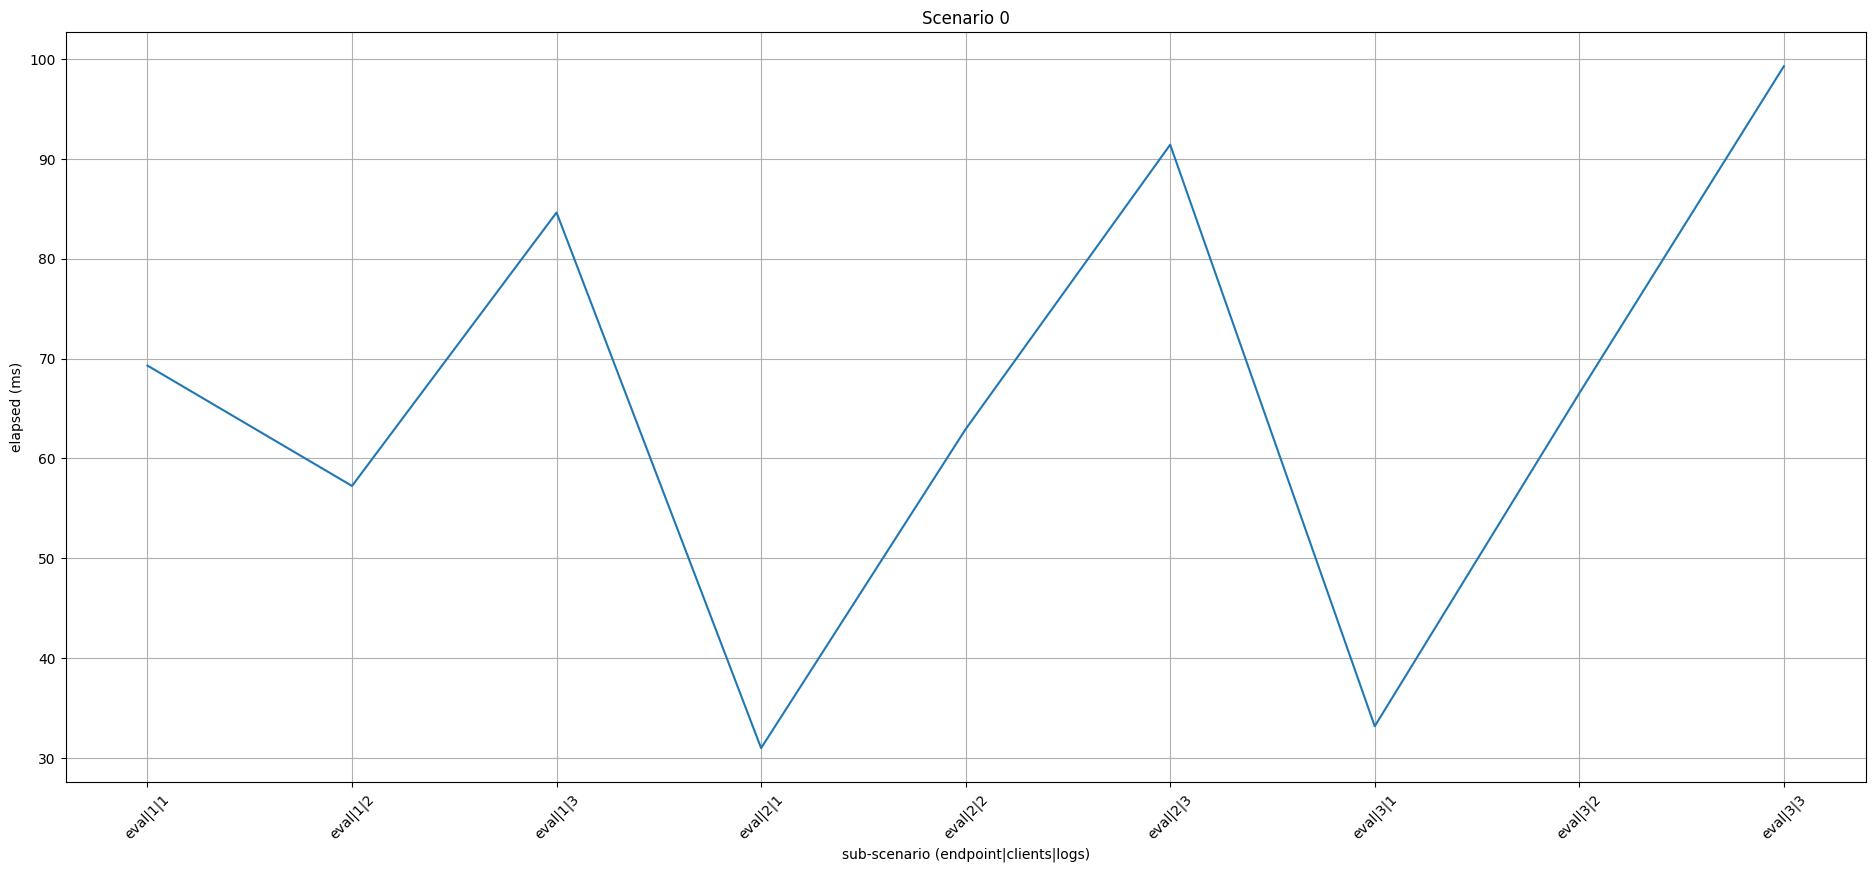 Scenario 0
100
90
80
70
60
50
40
30
elapsed (ms)
eval|1|1
eval|1|2
eval|1|3
eval|2|1
eval|2|2
eval|2|3
eval|3|1
eval|3|2
eval|3|3
sub-scenario (endpoint|clients|logs)